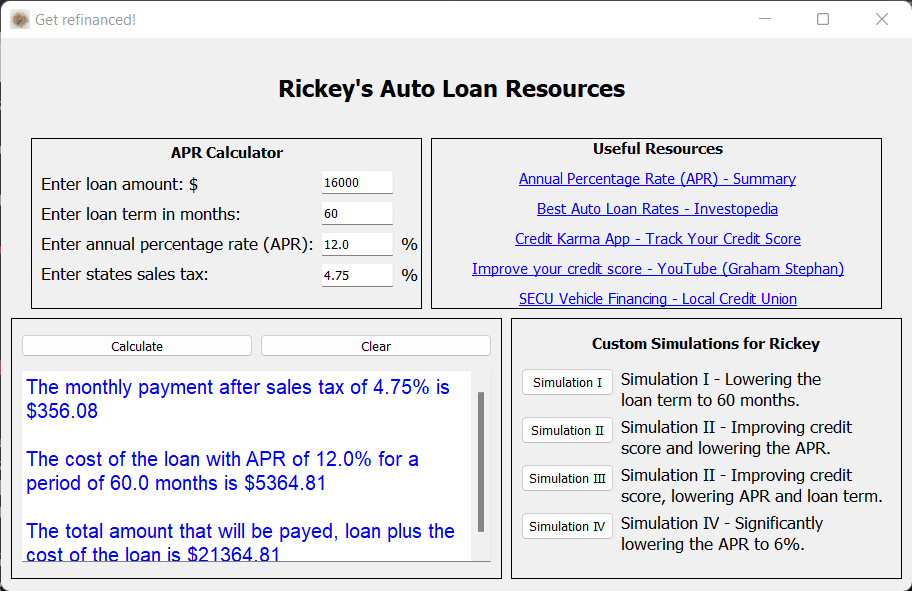 Get refinanced!
Rickey's Auto Loan Resources
APR Calculator
Enter loan amount: $ 16000
Enter loan term in months: 60
Enter annual percentage rate (APR): 12.0 %
Enter states sales tax: 4.75 %
Useful Resources
Annual Percentage Rate (APR) - Summary
Best Auto Loan Rates - Investopedia
Credit Karma App - Track Your Credit Score
Improve your credit score - YouTube (Graham Stephan)
SECU Vehicle Financing - Local Credit Union
Calculate Clear
The monthly payment after sales tax of 4.75% is
$356.08
The cost of the loan with APR of 12.0% for a
period of 60.0 months is $5364.81
The total amount that will be payed, loan plus the
cost of the loan is $21364.81
Custom Simulations for Rickey
Simulation I Simulation I - Lowering the
loan term to 60 months.
Simulation II Simulation II - Improving credit
score and lowering the APR.
Simulation III Simulation II - Improving credit
score, lowering APR and loan term.
Simulation IV Simulation IV - Significantly
lowering the APR to 6%.